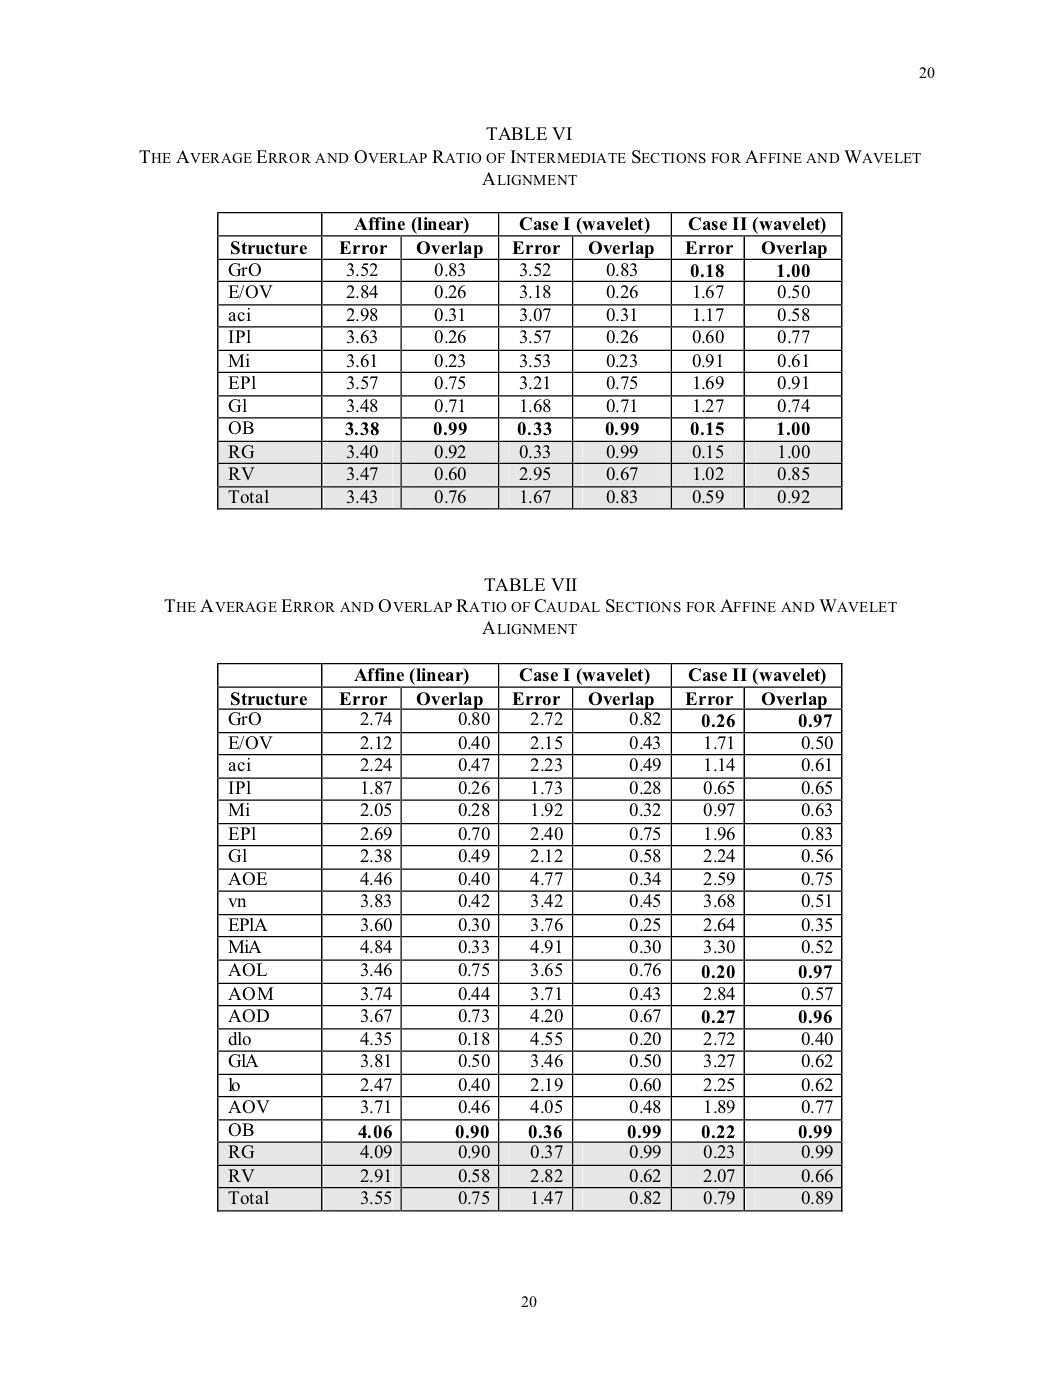 20
TABLE VI
THE AVERAGE ERROR AND OVERLAP RATIO OF INTERMEDIATE SECTIONS FOR AFFINE AND WAVELET
ALIGNMENT
Affine (linear) Case I (wavelet) Case II (wavelet)
Structure Error Overlap Error Overlap Error Overlap
GrO 3.52 0.83 3.52 0.83 0.18 1.00
E/OV 2.84 0.26 3.18 0.26 1.67 0.50
aci 2.98 0.31 3.07 0.31 1.17 0.58
IPl 3.63 0.26 3.57 0.26 0.60 0.77
Mi 3.61 0.23 3.53 0.23 0.91 0.61
EPl 3.57 0.75 3.21 0.75 1.69 0.91
Gl 3.48 0.71 1.68 0.71 1.27 0.74
OB 3.38 0.99 0.33 0.99 0.15 1.00
RG 3.40 0.92 0.33 0.99 0.15 1.00
RV 3.47 0.60 2.95 0.67 1.02 0.85
Total 3.43 0.76 1.67 0.83 0.59 0.92
TABLE VII
THE AVERAGE ERROR AND OVERLAP RATIO OF CAUDAL SECTIONS FOR AFFINE AND WAVELET
ALIGNMENT
Affine (linear) Case I (wavelet) Case II (wavelet)
Structure Error Overlap Error Overlap Error Overlap
GrO 2.74 0.80 2.72 0.82 0.26 0.97
E/OV 2.12 0.40 2.15 0.43 1.71 0.50
aci 2.24 0.47 2.23 0.49 1.14 0.61
IPl 1.87 0.26 1.73 0.28 0.65 0.65
Mi 2.05 0.28 1.92 0.32 0.97 0.63
EPl 2.69 0.70 2.40 0.75 1.96 0.83
Gl 2.38 0.49 2.12 0.58 2.24 0.56
AOE 4.46 0.40 4.77 0.34 2.59 0.75
vn 3.83 0.42 3.42 0.45 3.68 0.51
EPlA 3.60 0.30 3.76 0.25 2.64 0.35
MiA 4.84 0.33 4.91 0.30 3.30 0.52
AOL 3.46 0.75 3.65 0.76 0.20 0.97
AOM 3.74 0.44 3.71 0.43 2.84 0.57
AOD 3.67 0.73 4.20 0.67 0.27 0.96
dlo 4.35 0.18 4.55 0.20 2.72 0.40
GlA 3.81 0.50 3.46 0.50 3.27 0.62
lo 2.47 0.40 2.19 0.60 2.25 0.62
AOV 3.71 0.46 4.05 0.48 1.89 0.77
OB 4.06 0.90 0.36 0.99 0.22 0.99
RG 4.09 0.90 0.37 0.99 0.23 0.99
RV 2.91 0.58 2.82 0.62 2.07 0.66
Total 3.55 0.75 1.47 0.82 0.79 0.89
20